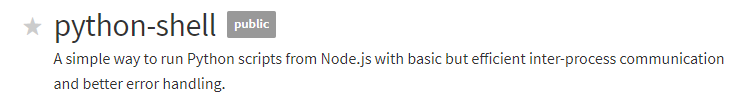 python-shell public
A simple way to run Python scripts from Node.js with basic but efficient inter-process communication
and better error handling.